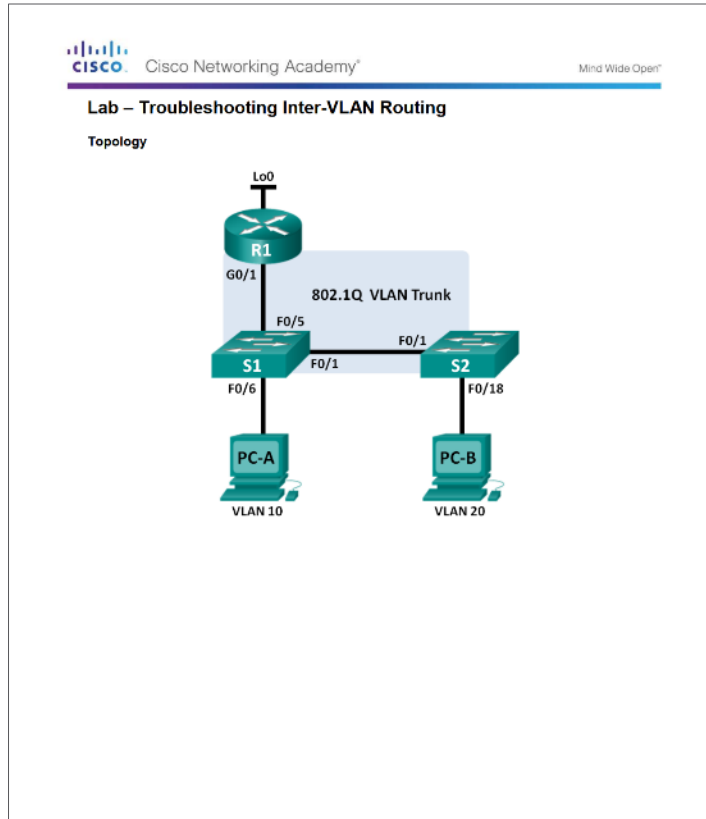 CISCO. Cisco Networking Academy® Mind Wide Open®
Lab – Troubleshooting Inter-VLAN Routing
Topology
Lo0
R1
G0/1
802.1Q VLAN Trunk
F0/5
F0/1
S1
F0/1
S2
F0/6
F0/18
PC-A
PC-B
VLAN 10
VLAN 20